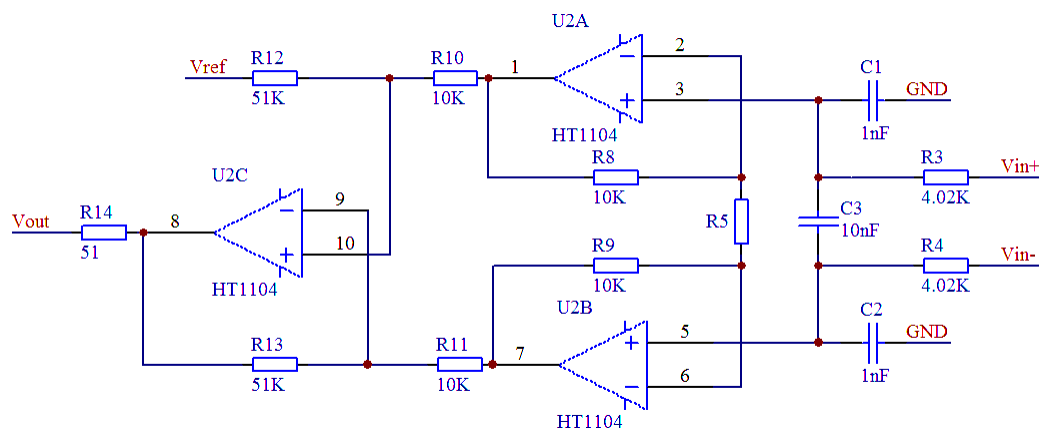 U2A
Vref
R12
51K
R10
10K
1
2
3
HT1104
C1
GND
1nF
R8
10K
R3
Vin+
4.02K
U2C
9
10
HT1104
Vout
R14
51
8
R5
C3
10nF
R9
10K
R4
Vin-
4.02K
U2B
R13
51K
R11
10K
7
5
6
HT1104
C2
GND
1nF